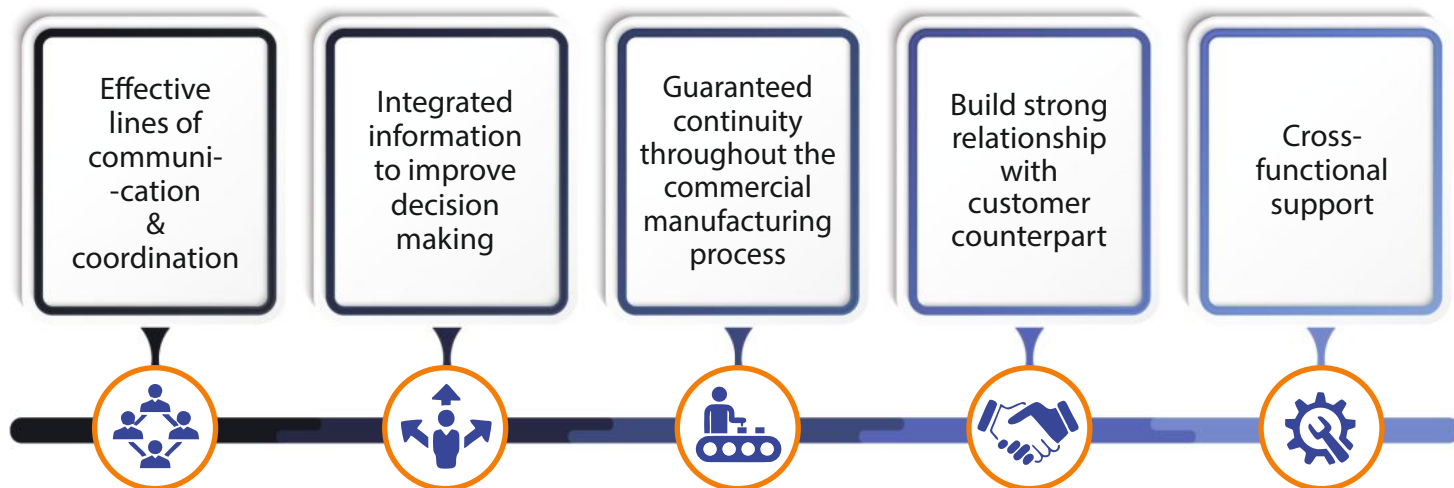 Effective
lines of
communi-
-cation
&
coordination
Integrated
information
to improve
decision
making
Guaranteed
continuity
throughout the
commercial
manufacturing
process
Build strong
relationship
with
customer
counterpart
Cross-
functional
support